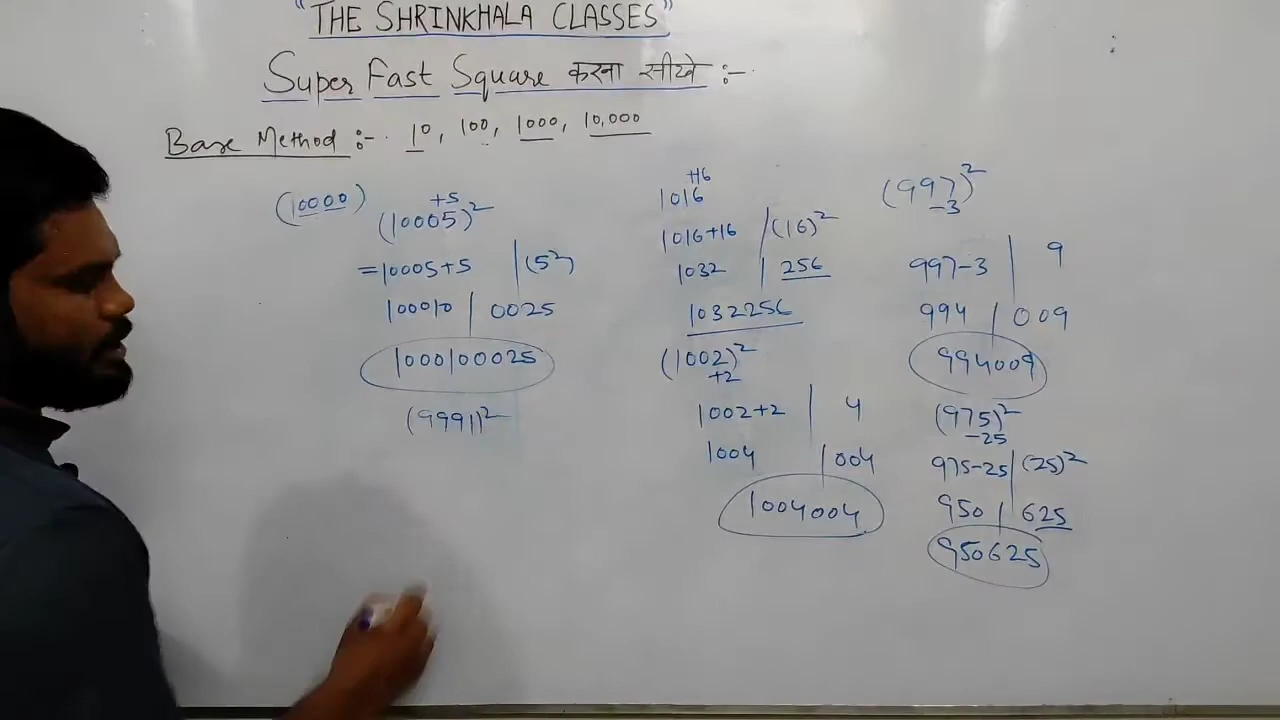 "THE SHRINKHALA CLASSES"
Super Fast Square करना सीखे :-
Base Method :- 10, 100, 1000, 10,000
(10000)
+5
(10005)²
=10005+5 | (5²)
10010 | 0025
1000100025
(9991)²
+16
1016
1016+16 | (16)²
1032 | 256
1032256
(1002)²
+2
1002+2 | 4
1004 | 004
1004004
(997)²
-3
997-3 | 9
994 | 009
994009
(975)²
-25
975-25 | (25)²
950 | 625
950625